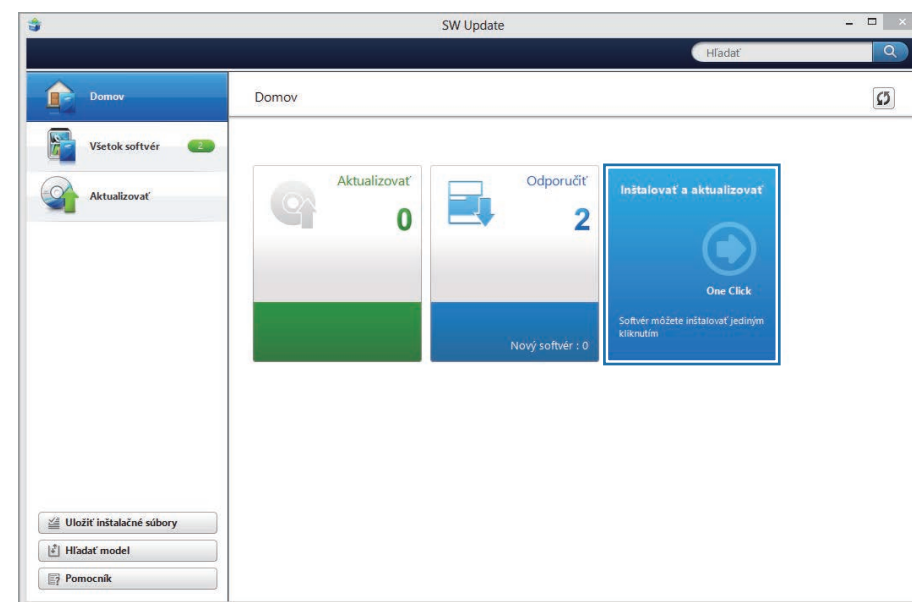 SW Update
Hľadať
Domov
Domov
Všetok softvér 2
Aktualizovať
Aktualizovať
0
Odporučiť
2
Nový softvér : 0
Inštalovať a aktualizovať
One Click
Softvér môžete inštalovať jediným
kliknutím
Uložiť inštalačné súbory
Hľadať model
Pomocník